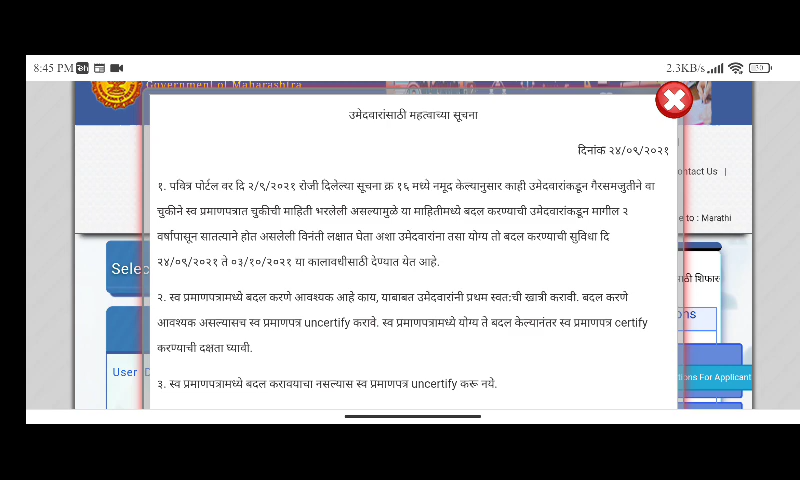 8:45 PM
2.3KB/s
30
Government of Maharashtra
उमेदवारांसाठी महत्वाच्या सूचना
दिनांक २४/०९/२०२१
ntact Us |
१. पवित्र पोर्टल वर दि २/९/२०२१ रोजी दिलेल्या सूचना क्र १६ मध्ये नमूद केल्यानुसार काही उमेदवारांकडून गैरसमजुतीने वा
चुकीने स्व प्रमाणपत्रात चुकीची माहिती भरलेली असल्यामुळे या माहितीमध्ये बदल करण्याची उमेदवारांकडून मागील २
e to : Marathi
वर्षापासून सातत्याने होत असलेली विनंती लक्षात घेता अशा उमेदवारांना तसा योग्य तो बदल करण्याची सुविधा दि
२४/०९/२०२१ ते ०३/१०/२०२१ या कालावधीसाठी देण्यात येत आहे.
Selec
ाठी शिफार
२. स्व प्रमाणपत्रामध्ये बदल करणे आवश्यक आहे काय, याबाबत उमेदवारांनी प्रथम स्वत:ची खात्री करावी. बदल करणे
ons
आवश्यक असल्यासच स्व प्रमाणपत्र uncertify करावे. स्व प्रमाणपत्रामध्ये योग्य ते बदल केल्यानंतर स्व प्रमाणपत्र certify
करण्याची दक्षता घ्यावी.
User
tions For Applicant
३. स्व प्रमाणपत्रामध्ये बदल करावयाचा नसल्यास स्व प्रमाणपत्र uncertify करू नये.